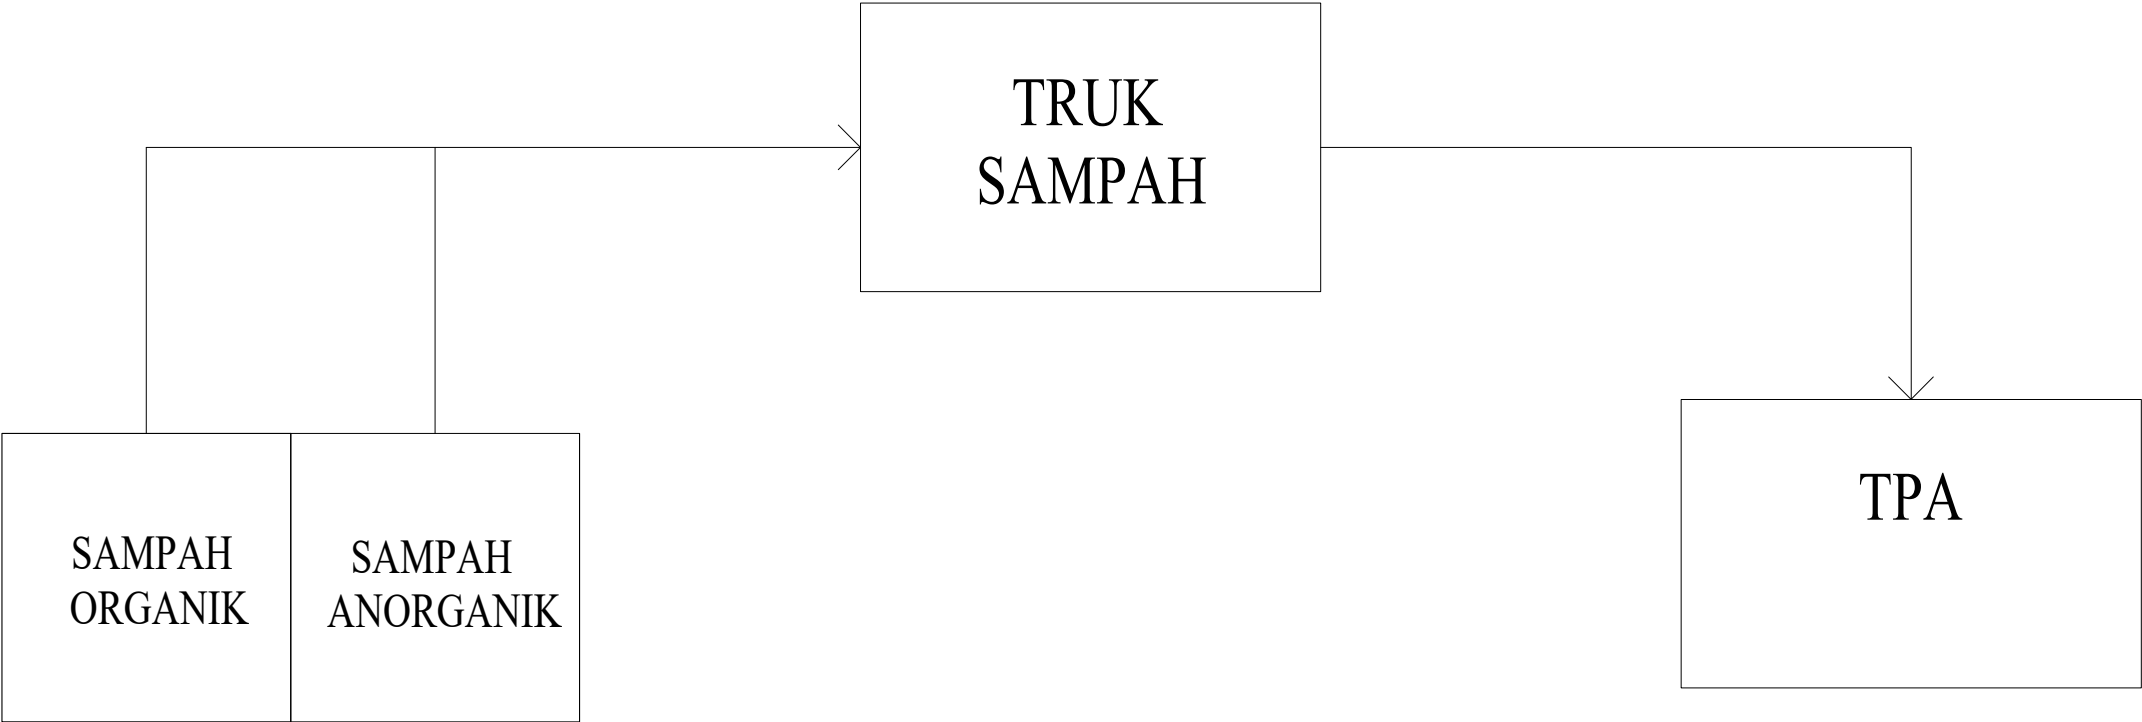 TRUK
SAMPAH
TPA
SAMPAH
ORGANIK
SAMPAH
ANORGANIK